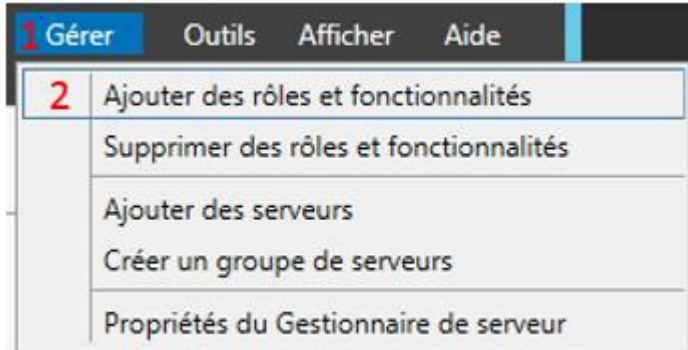 1 Gérer Outils Afficher Aide
2 Ajouter des rôles et fonctionnalités
Supprimer des rôles et fonctionnalités
Ajouter des serveurs
Créer un groupe de serveurs
Propriétés du Gestionnaire de serveur